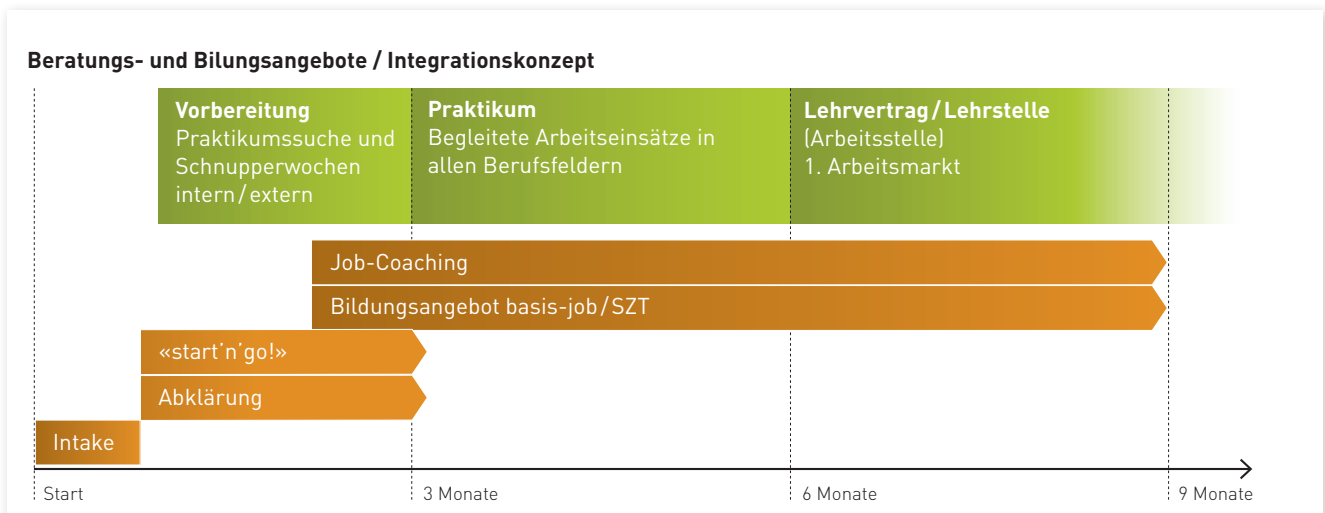 Beratungs- und Bilungsangebote / Integrationskonzept
Vorbereitung
Praktikumssuche und
Schnupperwochen
intern / extern
Praktikum
Begleitete Arbeitseinsätze in
allen Berufsfeldern
Lehrvertrag / Lehrstelle
(Arbeitsstelle)
1. Arbeitsmarkt
Job-Coaching
Bildungsangebot basis-job / SZT
«start'n'go!»
Abklärung
Intake
Start
3 Monate
6 Monate
9 Monate